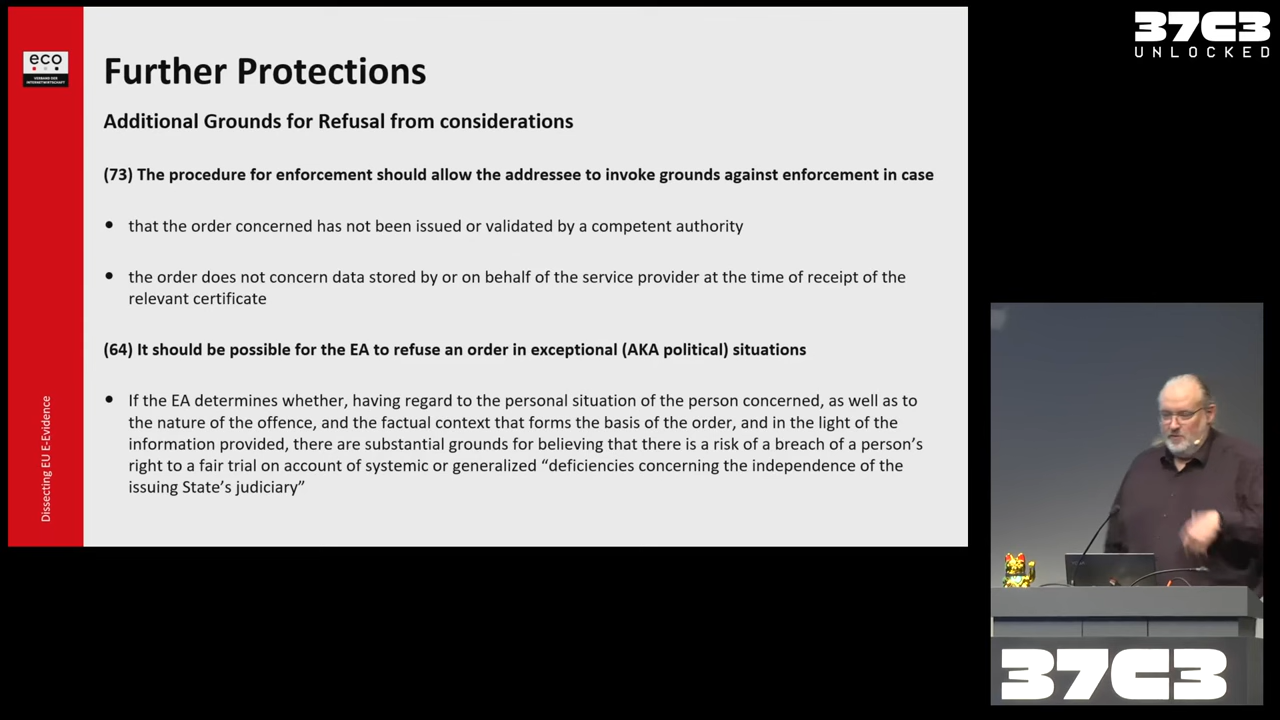 37C3
UNLOCKED
eco
VERBAND DER
INTERNETWIRTSCHAFT
Further Protections
Additional Grounds for Refusal from considerations
(73) The procedure for enforcement should allow the addressee to invoke grounds against enforcement in case
• that the order concerned has not been issued or validated by a competent authority
• the order does not concern data stored by or on behalf of the service provider at the time of receipt of the
relevant certificate
(64) It should be possible for the EA to refuse an order in exceptional (AKA political) situations
• If the EA determines whether, having regard to the personal situation of the person concerned, as well as to
the nature of the offence, and the factual context that forms the basis of the order, and in the light of the
information provided, there are substantial grounds for believing that there is a risk of a breach of a person’s
right to a fair trial on account of systemic or generalized “deficiencies concerning the independence of the
issuing State’s judiciary”
Dissecting EU E-Evidence
37C3